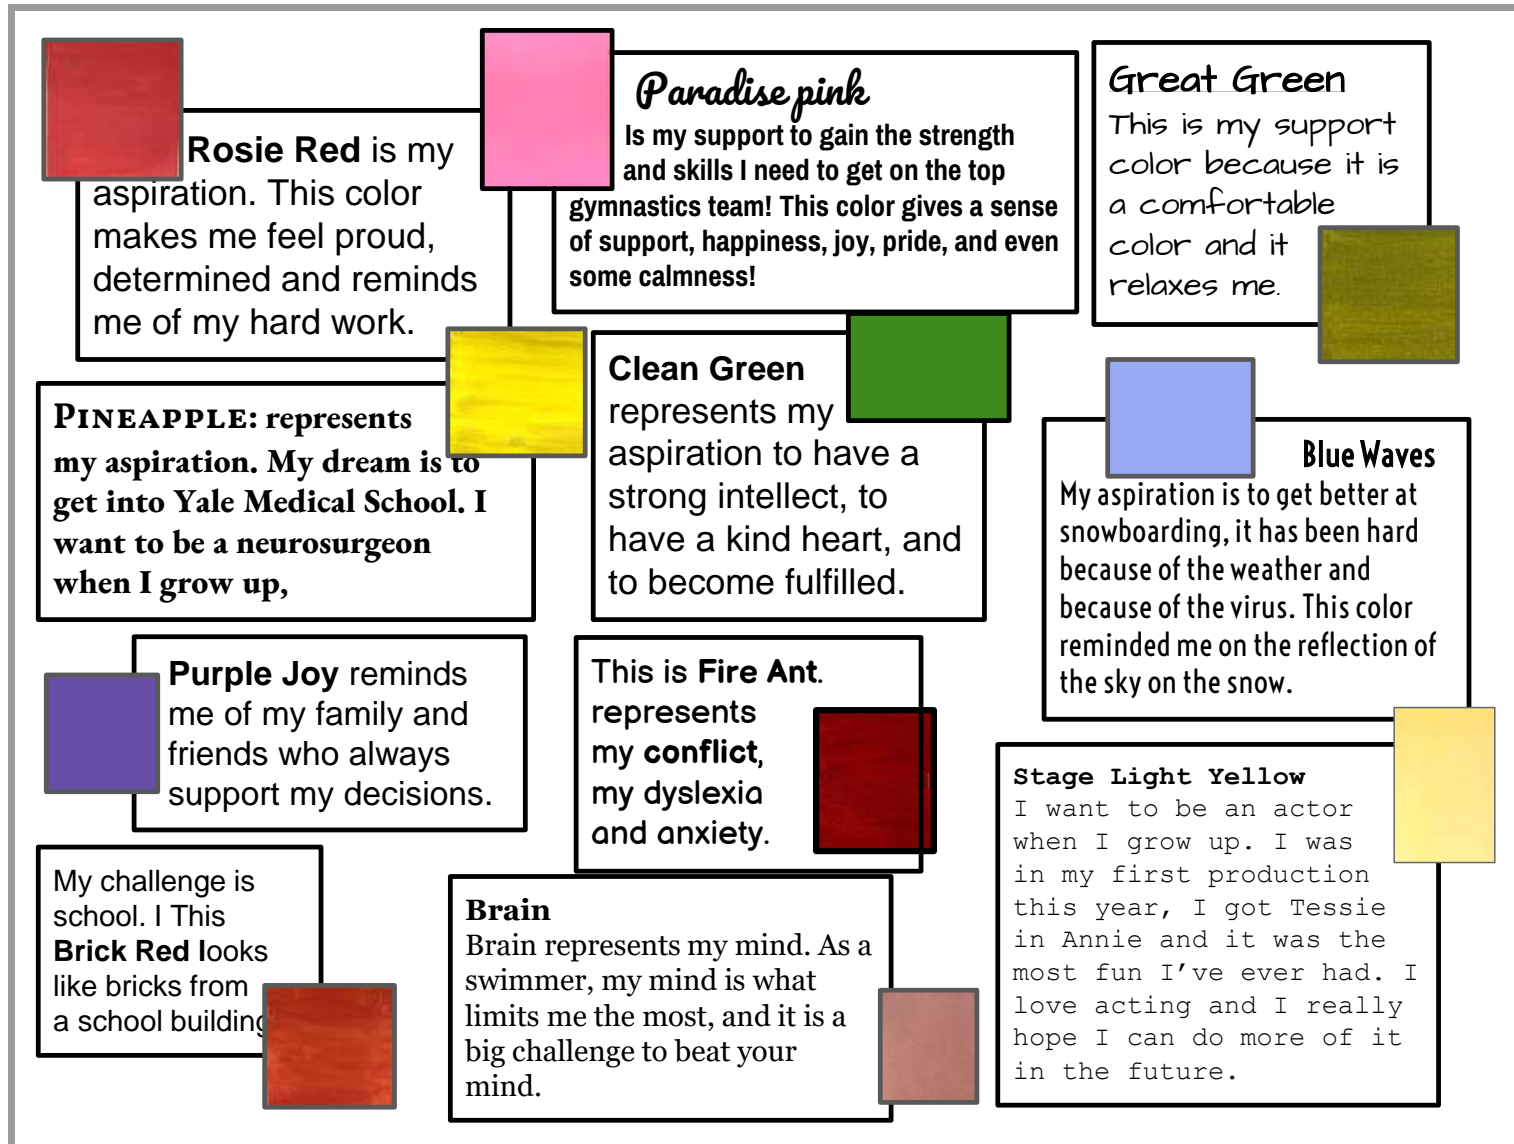 Rosie Red is my
aspiration. This color
makes me feel proud,
determined and reminds
me of my hard work.
Paradise pink
Is my support to gain the strength
and skills I need to get on the top
gymnastics team! This color gives a sense
of support, happiness, joy, pride, and even
some calmness!
Great Green
This is my support
color because it is
a comfortable
color and it
relaxes me.
PINEAPPLE: represents
my aspiration. My dream is to
get into Yale Medical School. I
want to be a neurosurgeon
when I grow up,
Clean Green
represents my
aspiration to have a
strong intellect, to
have a kind heart, and
to become fulfilled.
Blue Waves
My aspiration is to get better at
snowboarding, it has been hard
because of the weather and
because of the virus. This color
reminded me on the reflection of
the sky on the snow.
Purple Joy reminds
me of my family and
friends who always
support my decisions.
This is Fire Ant.
represents
my conflict,
my dyslexia
and anxiety.
Stage Light Yellow
I want to be an actor
when I grow up. I was
in my first production
this year, I got Tessie
in Annie and it was the
most fun I've ever had. I
love acting and I really
hope I can do more of it
in the future.
My challenge is
school. I This
Brick Red looks
like bricks from
a school building
Brain
Brain represents my mind. As a
swimmer, my mind is what
limits me the most, and it is a
big challenge to beat your
mind.